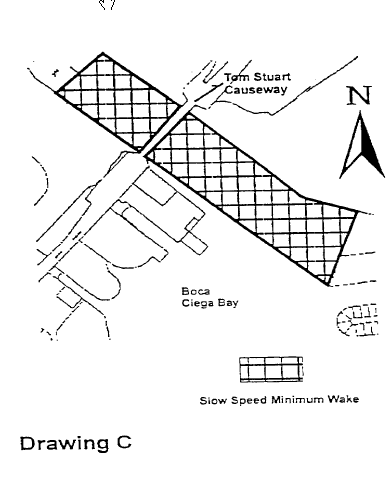 Tom Stuart
Causeway
N
Boca
Ciega Bay
Slow Speed Minimum Wake
Drawing C